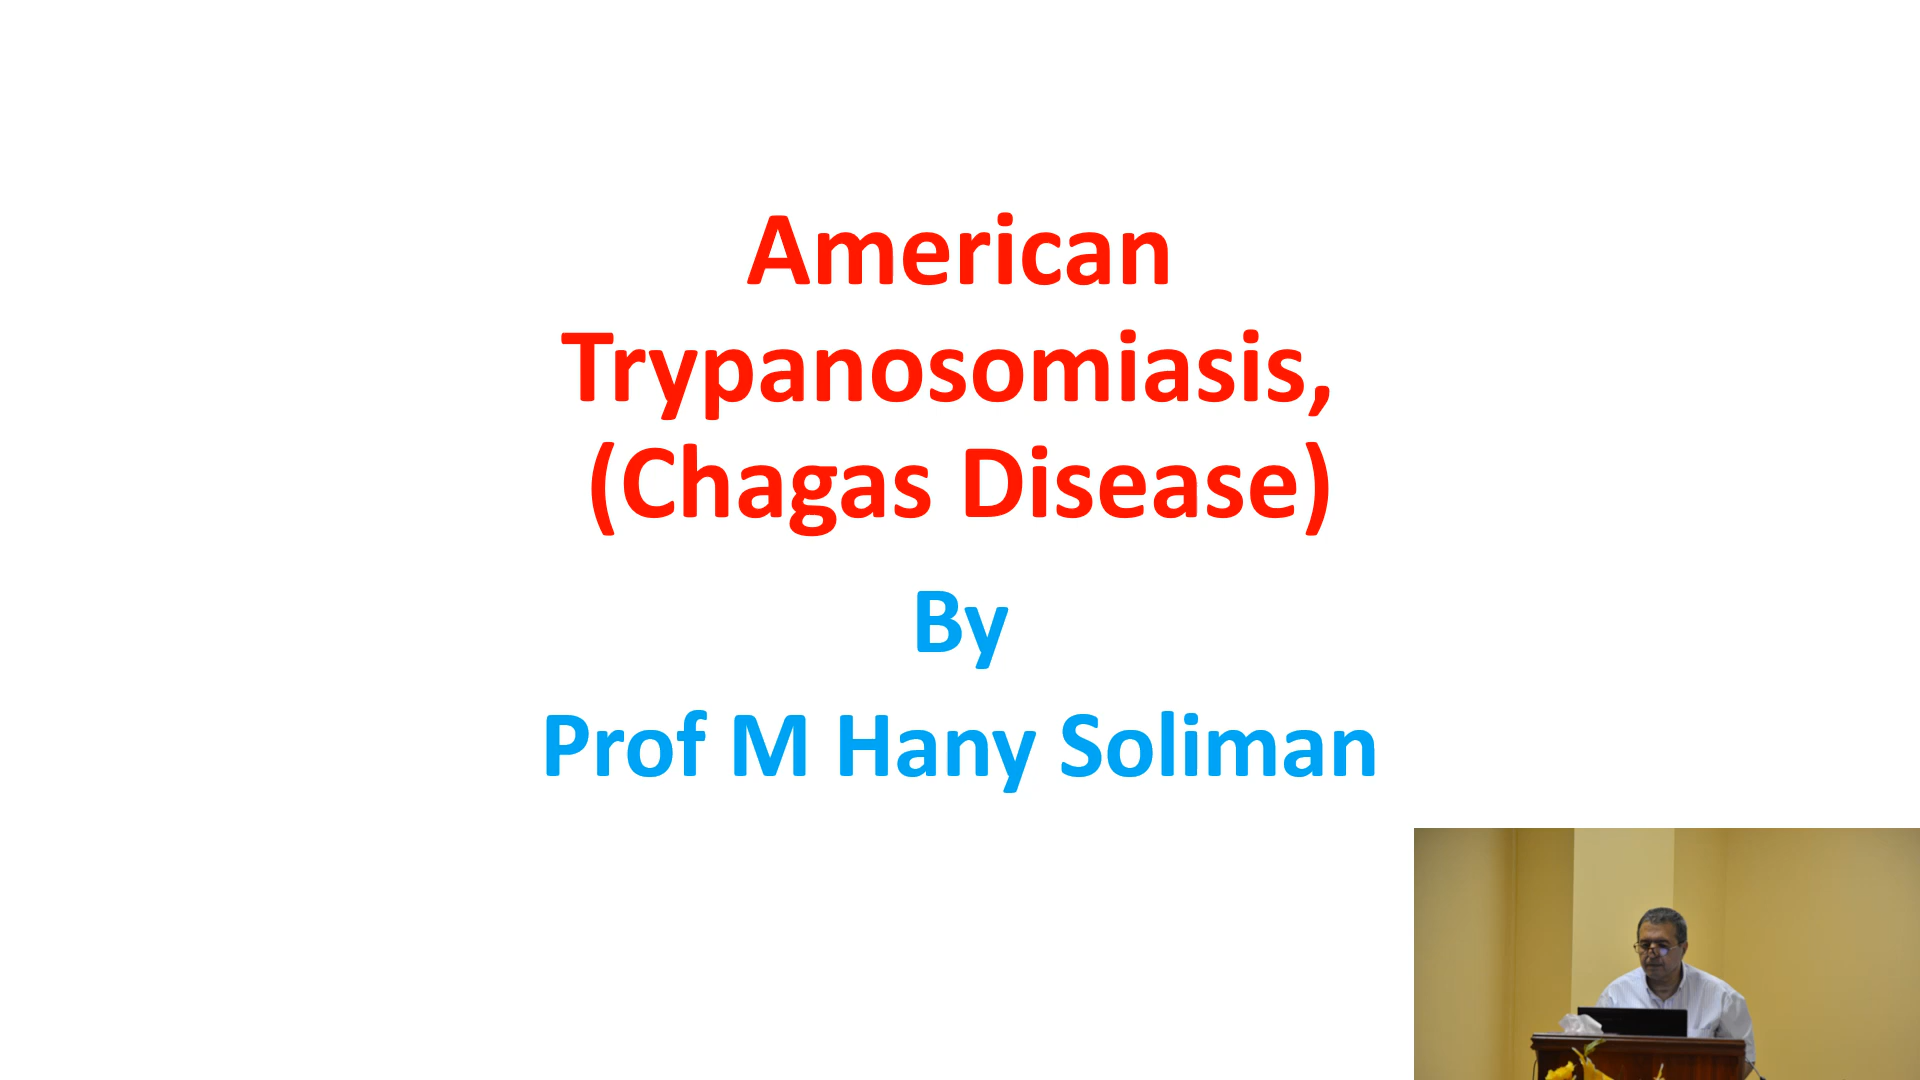 American
Trypanosomiasis,
(Chagas Disease)
By
Prof M Hany Soliman